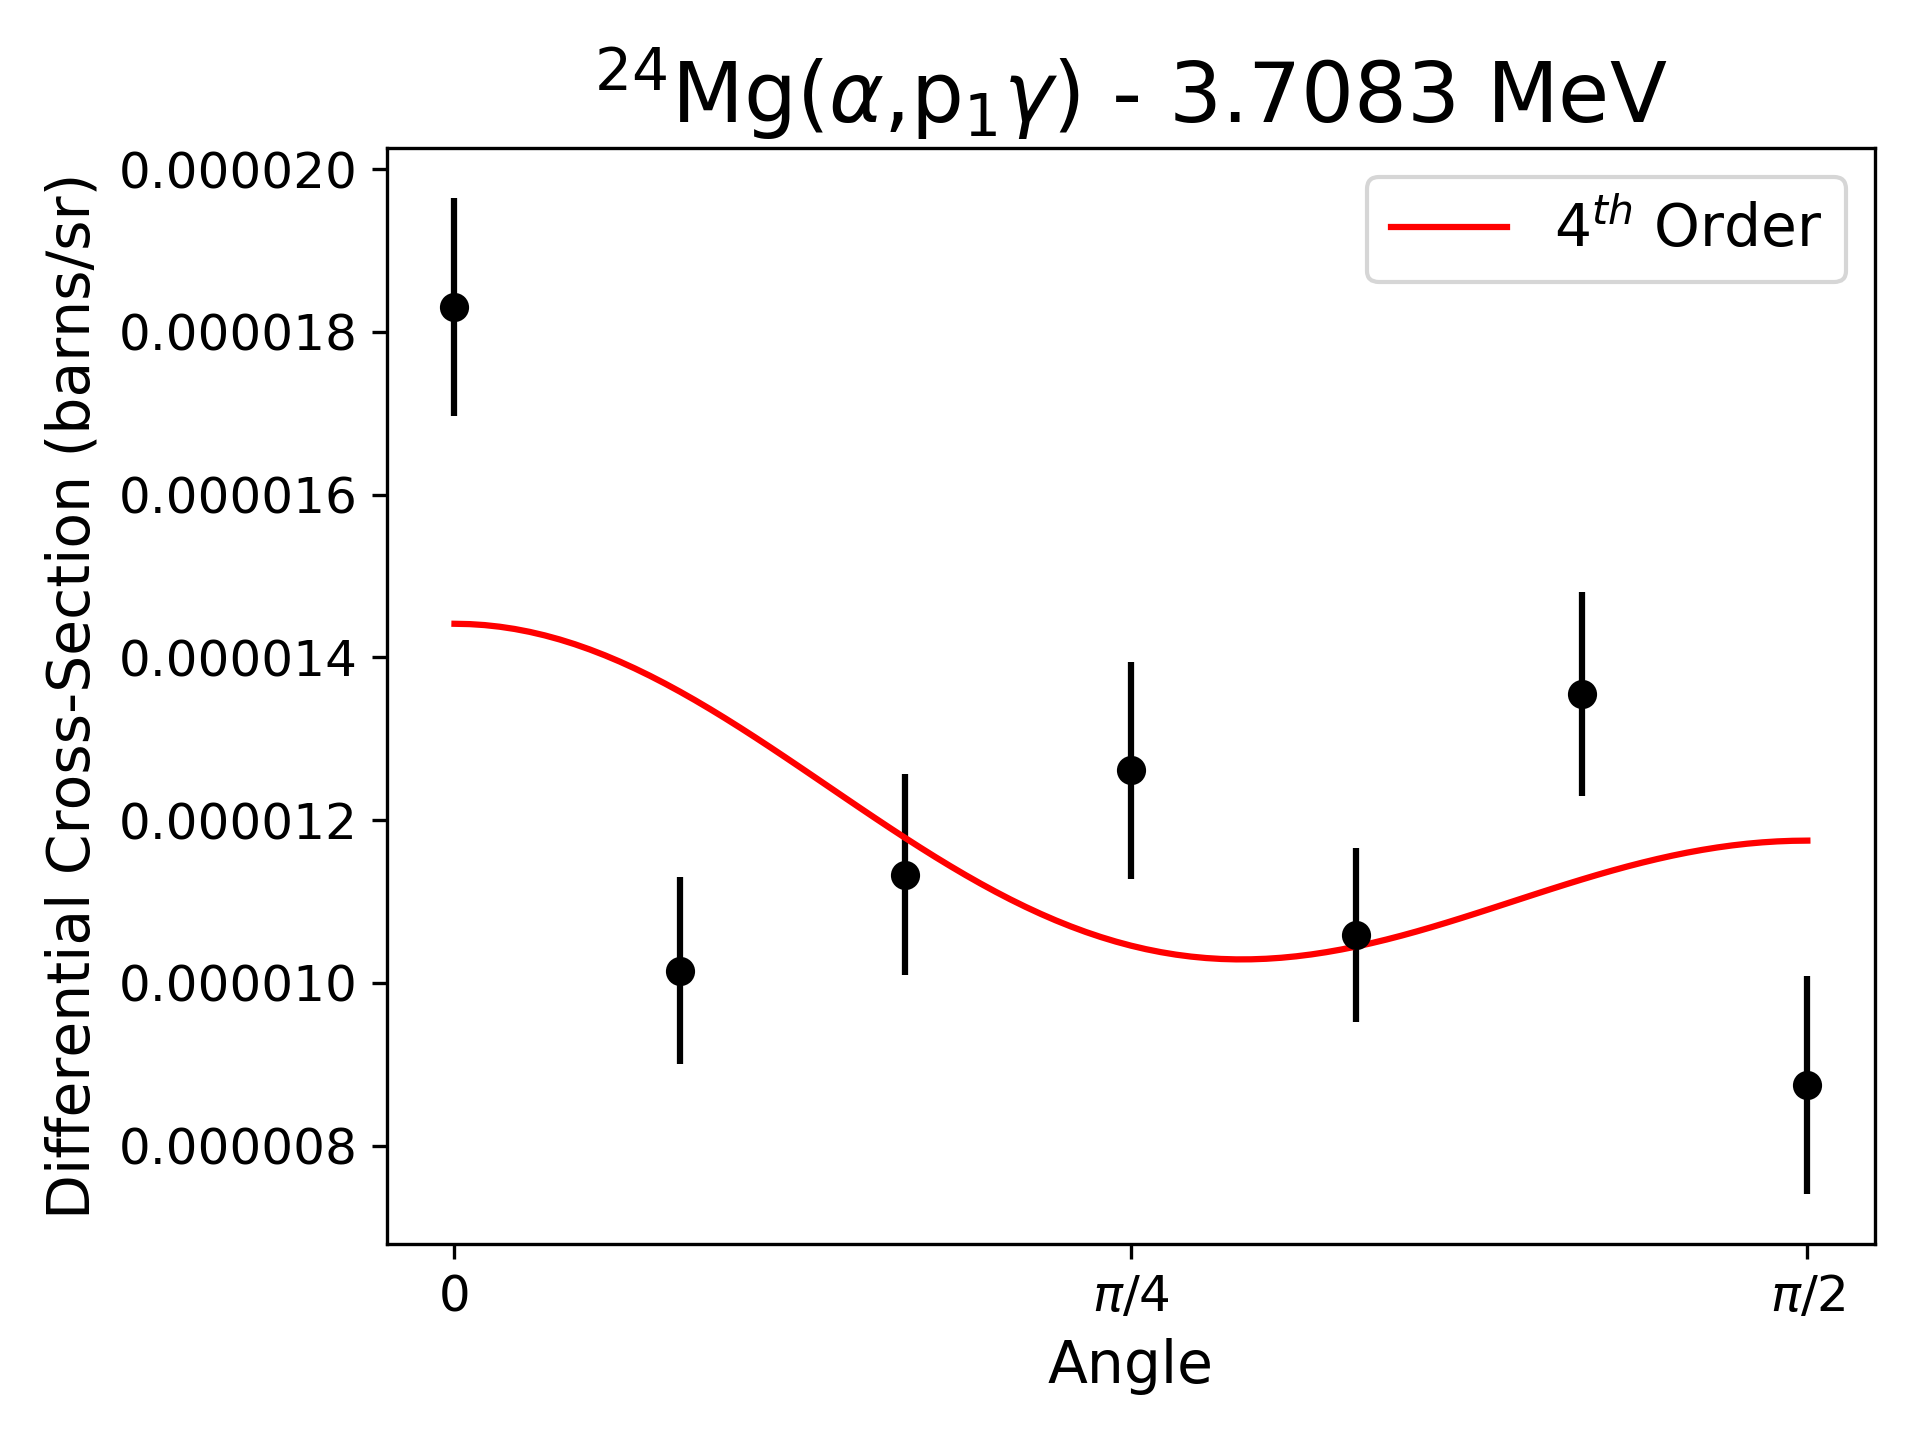 ²⁴Mg(α,p₁γ) - 3.7083 MeV
4ᵗʰ Order
Differential Cross-Section (barns/sr)
0.000020
0.000018
0.000016
0.000014
0.000012
0.000010
0.000008
0
π/4
π/2
Angle